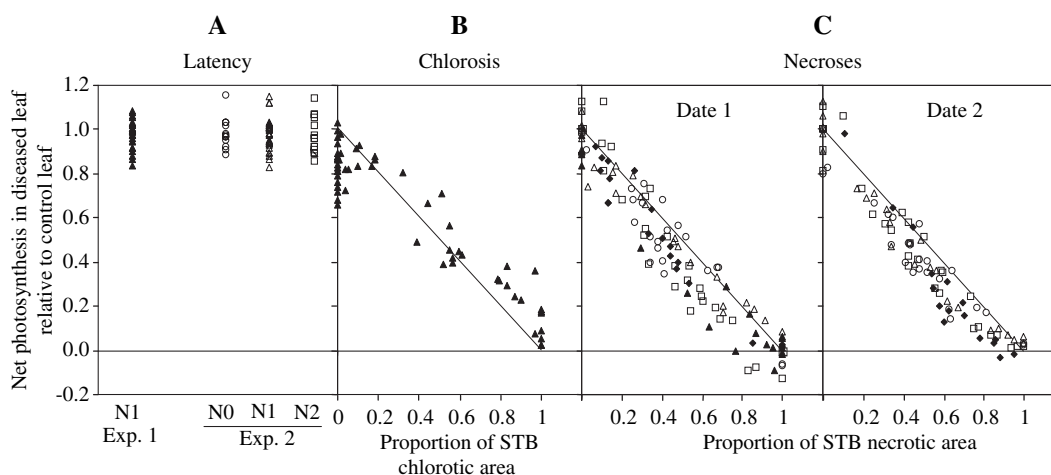 A
B
C
Latency
Chlorosis
Necroses
Net photosynthesis in diseased leaf
relative to control leaf
1.2
1.0
0.8
0.6
0.4
0.2
0.0
-0.2
Date 1
Date 2
N1
Exp. 1
N0 N1 N2
Exp. 2
0 0.2 0.4 0.6 0.8 1
Proportion of STB
chlorotic area
0.2 0.4 0.6 0.8 1
0.2 0.4 0.6 0.8 1
Proportion of STB necrotic area